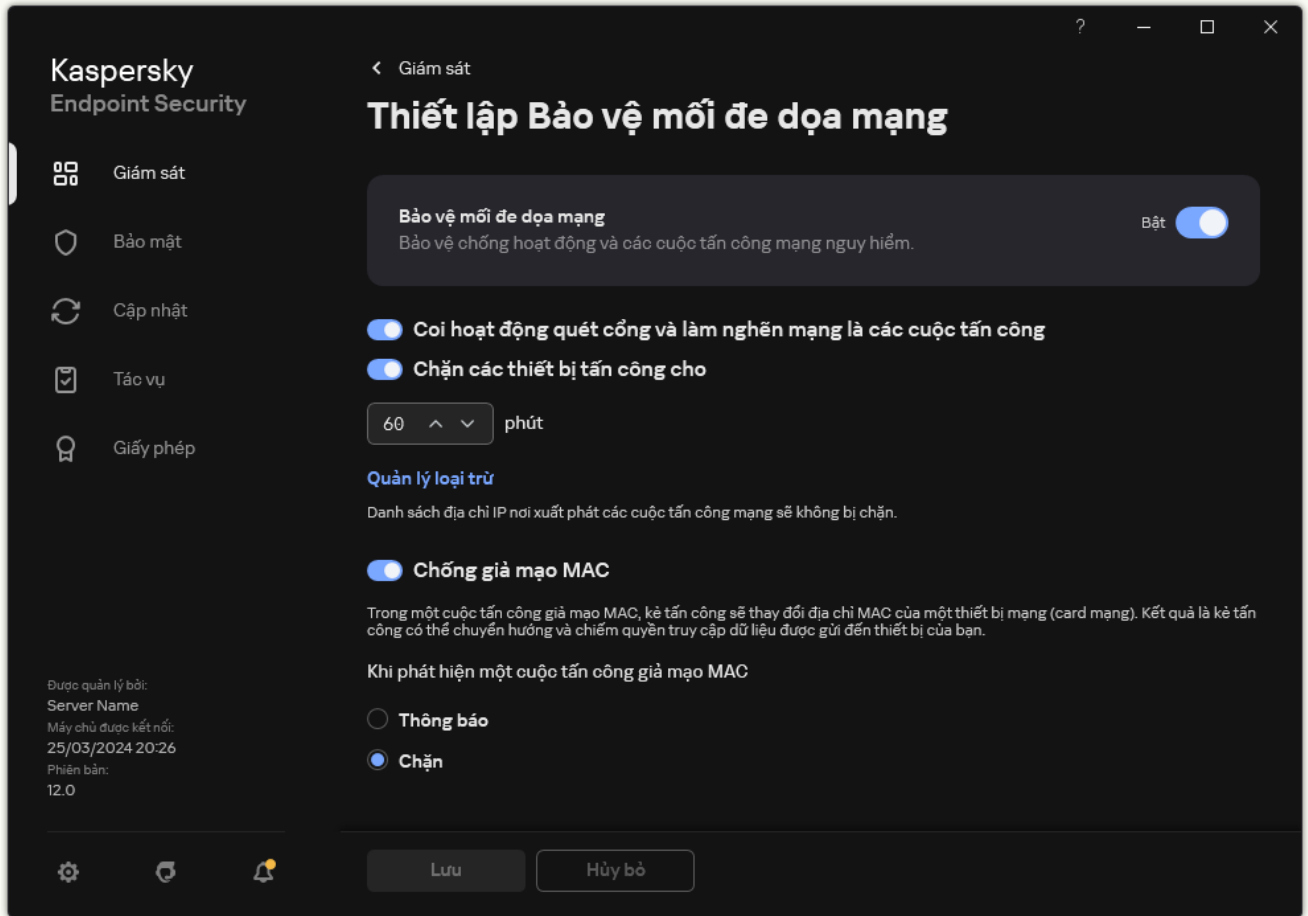 Kaspersky
Endpoint Security
Giám sát
Bảo mật
Cập nhật
Tác vụ
Giấy phép
Được quản lý bởi:
Server Name
Máy chủ được kết nối:
25/03/2024 20:26
Phiên bản:
12.0
Giám sát
Thiết lập Bảo vệ mối đe dọa mạng
Bảo vệ mối đe dọa mạng
Bảo vệ chống hoạt động và các cuộc tấn công mạng nguy hiểm.
Bật
Coi hoạt động quét cổng và làm nghẽn mạng là các cuộc tấn công
Chặn các thiết bị tấn công cho
60 phút
Quản lý loại trừ
Danh sách địa chỉ IP nơi xuất phát các cuộc tấn công mạng sẽ không bị chặn.
Chống giả mạo MAC
Trong một cuộc tấn công giả mạo MAC, kẻ tấn công sẽ thay đổi địa chỉ MAC của một thiết bị mạng (card mạng). Kết quả là kẻ tấn
công có thể chuyển hướng và chiếm quyền truy cập dữ liệu được gửi đến thiết bị của bạn.
Khi phát hiện một cuộc tấn công giả mạo MAC
Thông báo
Chặn
Lưu
Hủy bỏ